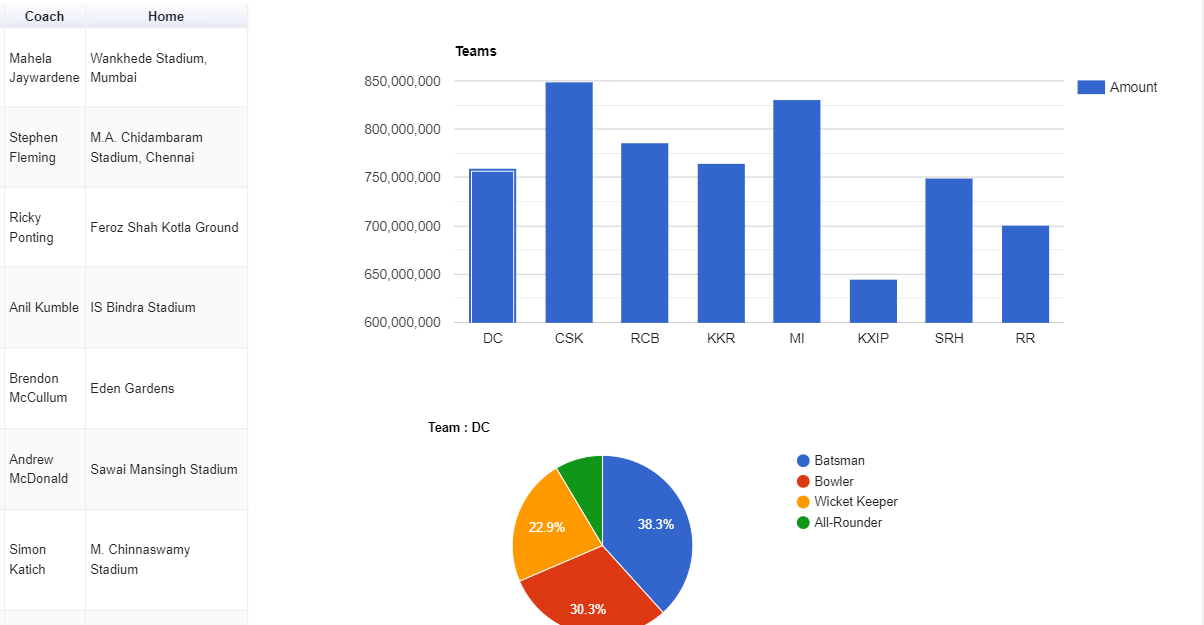 Coach Home
Mahela
Jaywardene
Wankhede Stadium,
Mumbai
Stephen
Fleming
M.A. Chidambaram
Stadium, Chennai
Ricky
Ponting
Feroz Shah Kotla Ground
Anil Kumble
IS Bindra Stadium
Brendon
McCullum
Eden Gardens
Andrew
McDonald
Sawai Mansingh Stadium
Simon
Katich
M. Chinnaswamy
Stadium
Teams
850,000,000
800,000,000
750,000,000
700,000,000
650,000,000
600,000,000
DC CSK RCB KKR MI KXIP SRH RR
Amount
Team : DC
38.3%
22.9%
30.3%
Batsman
Bowler
Wicket Keeper
All-Rounder